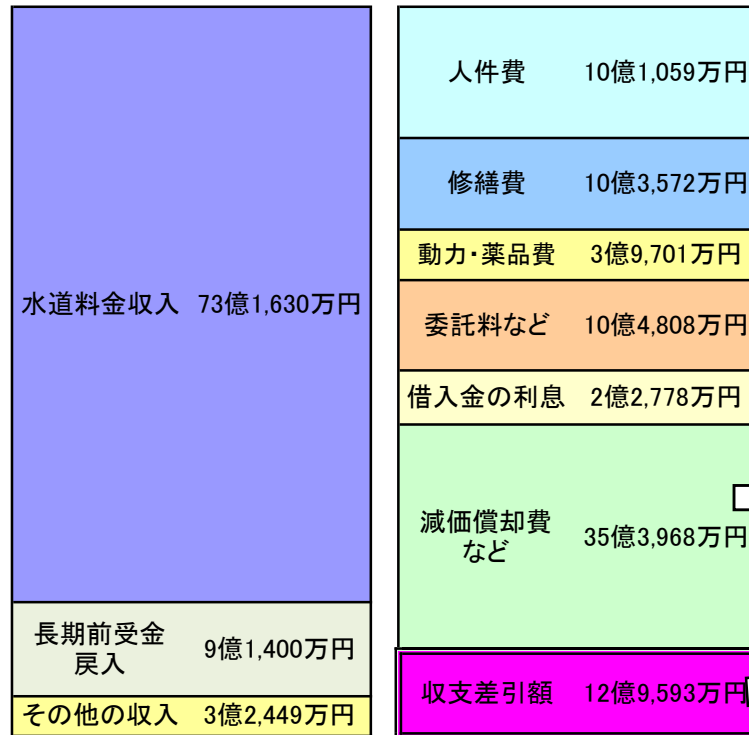 水道料金収入 73億1,630万円
長期前受金
戻入 9億1,400万円
その他の収入 3億2,449万円
人件費 10億1,059万円
修繕費 10億3,572万円
動力・薬品費 3億9,701万円
委託料など 10億4,808万円
借入金の利息 2億2,778万円
減価償却費
など 35億3,968万円
収支差引額 12億9,593万円